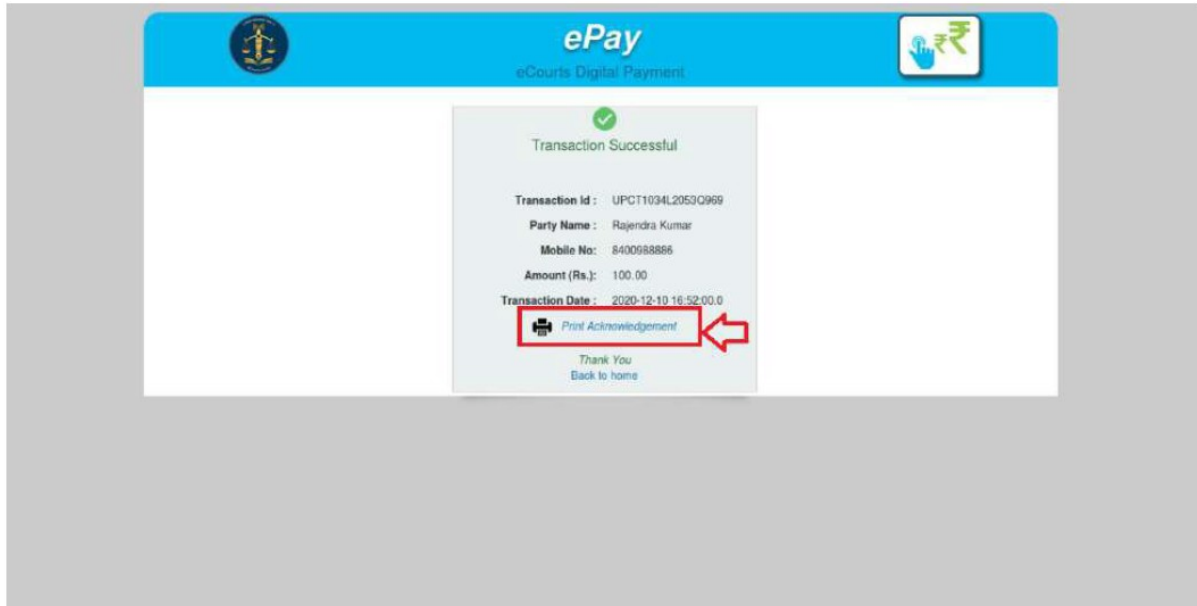 ePay
eCourts Digital Payment
Transaction Successful
Transaction Id : UPCT1034L2053Q969
Party Name : Rajendra Kumar
Mobile No: 8400988886
Amount (Rs.): 100.00
Transaction Date : 2020-12-10 16:52:00.0
Print Acknowledgement
Thank You
Back to home